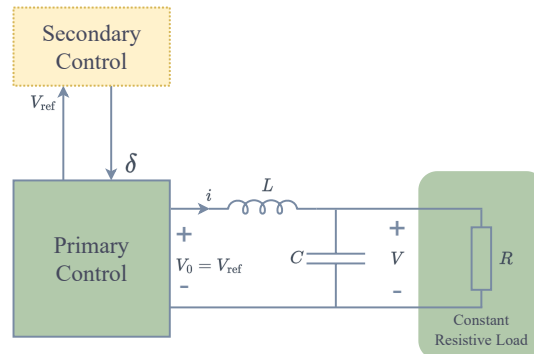 Secondary
Control
V_ref
δ
i
L
Primary
Control
+
V_0 = V_ref
-
C
+
V
-
R
Constant
Resistive Load